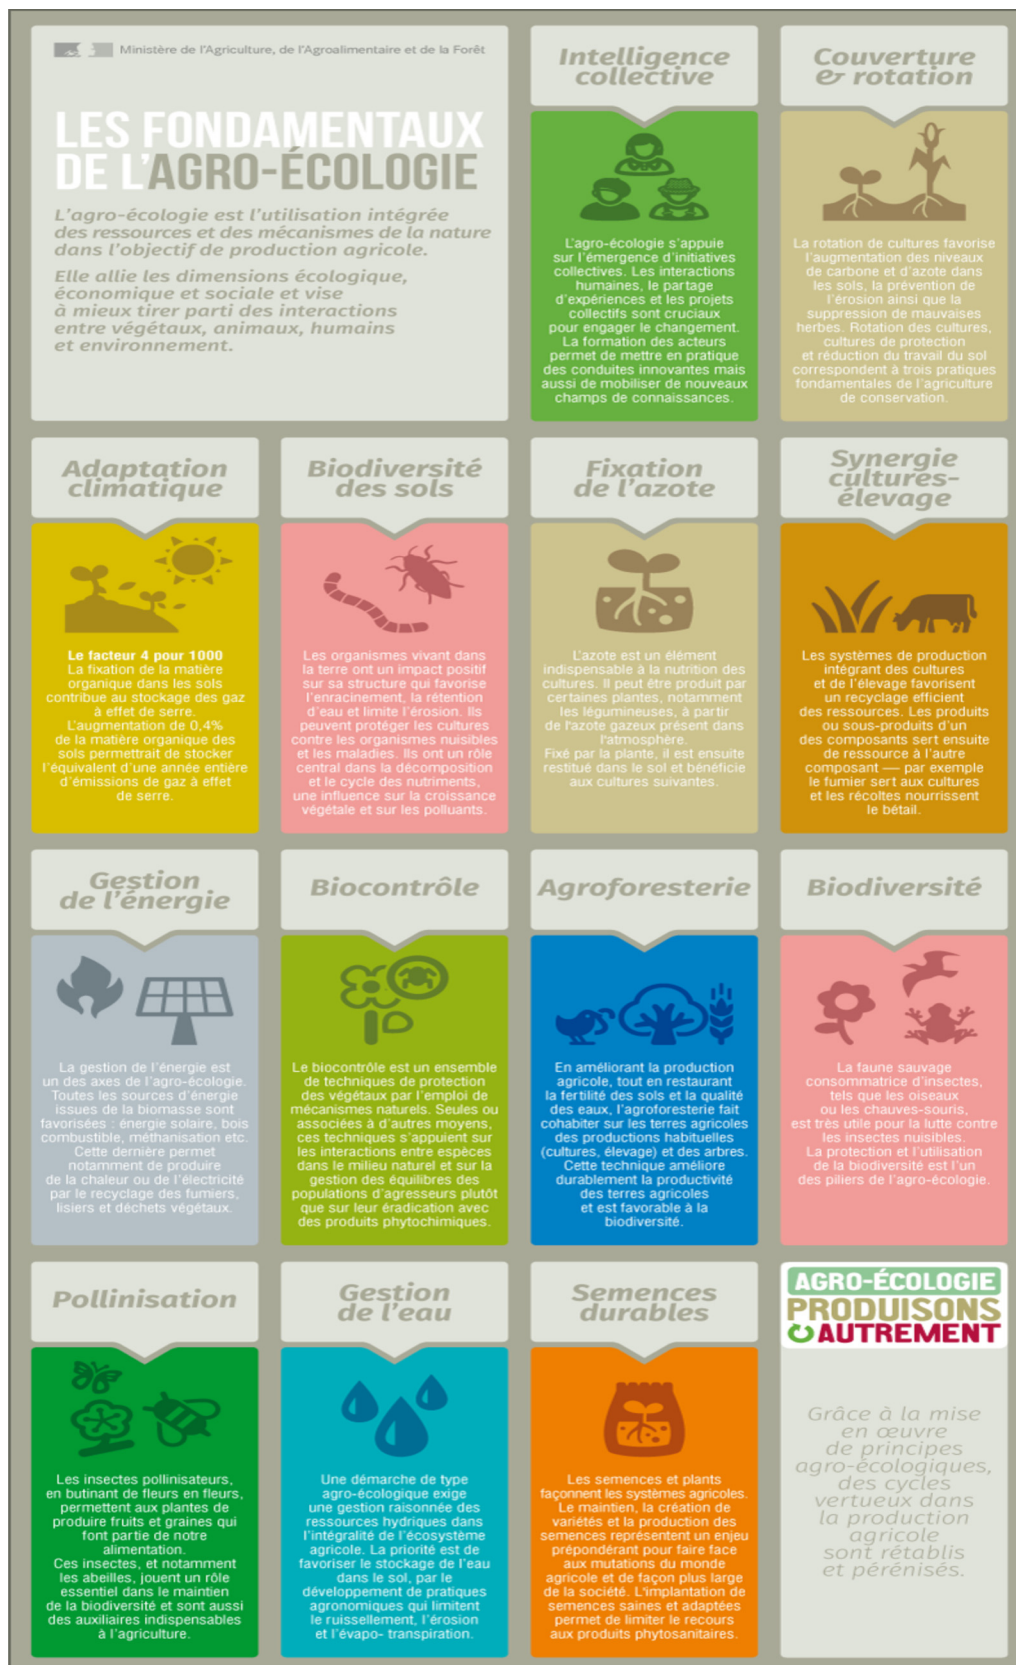 Ministère de l'Agriculture, de l'Agroalimentaire et de la Forêt
LES FONDAMENTAUX
DE L'AGRO-ÉCOLOGIE
L'agro-écologie est l'utilisation intégrée
des ressources et des mécanismes de la nature
dans l'objectif de production agricole.
Elle allie les dimensions écologique,
économique et sociale et vise
à mieux tirer parti des interactions
entre végétaux, animaux, humains
et environnement.
Intelligence
collective
L'agro-écologie s'appuie
sur l'émergence d'initiatives
collectives. Les interactions
humaines, le partage
d'expériences et les projets
collectifs sont cruciaux
pour engager le changement.
La formation des acteurs
permet de mettre en pratique
des conduites innovantes mais
aussi de mobiliser de nouveaux
champs de connaissances.
Couverture
& rotation
La rotation de cultures favorise
l'augmentation des niveaux
de carbone et d'azote dans
les sols, la prévention de
l'érosion ainsi que la
suppression de mauvaises
herbes. Rotation des cultures,
cultures de protection
et réduction du travail du sol
correspondent à trois pratiques
fondamentales de l'agriculture
de conservation.
Adaptation
climatique
Le facteur 4 pour 1000
La fixation de la matière
organique dans les sols
contribue au stockage des gaz
à effet de serre.
L'augmentation de 0,4%
de la matière organique des
sols permettrait de stocker
l'équivalent d'une année entière
d'émissions de gaz à effet
de serre.
Biodiversité
des sols
Les organismes vivant dans
la terre ont un impact positif
sur sa structure qui favorise
l'enracinement, la rétention
d'eau et limite l'érosion. Ils
peuvent protéger les cultures
contre les organismes nuisibles
et les maladies. Ils ont un rôle
central dans la décomposition
et le cycle des nutriments,
une influence sur la croissance
végétale et sur les polluants.
Fixation
de l'azote
L'azote est un élément
indispensable à la nutrition des
cultures. Il peut être produit par
certaines plantes, notamment
les légumineuses, à partir
de l'azote gazeux présent dans
l'atmosphère.
Fixé par la plante, il est ensuite
restitué dans le sol et bénéficie
aux cultures suivantes.
Synergie
cultures-
élevage
Les systèmes de production
intégrant des cultures
et de l'élevage favorisent
un recyclage efficient
des ressources. Les produits
ou sous-produits d'un
des composants sert ensuite
de ressource à l'autre
composant — par exemple
le fumier sert aux cultures
et les récoltes nourrissent
le bétail.
Gestion
de l'énergie
La gestion de l'énergie est
un des axes de l'agro-écologie.
Toutes les sources d'énergie
issues de la biomasse sont
favorisées : énergie solaire, bois
combustible, méthanisation etc.
Cette dernière permet
notamment de produire
de la chaleur ou de l'électricité
par le recyclage des fumiers,
lisiers et déchets végétaux.
Biocontrôle
Le biocontrôle est un ensemble
de techniques de protection
des végétaux par l'emploi de
mécanismes naturels. Seules ou
associées à d'autres moyens,
ces techniques s'appuient sur
les interactions entre espèces
dans le milieu naturel et sur la
gestion des équilibres des
populations d'agresseurs plutôt
que sur leur éradication avec
des produits phytochimiques.
Agroforesterie
En améliorant la production
agricole, tout en restaurant
la fertilité des sols et la qualité
des eaux, l'agroforesterie fait
cohabiter sur les terres agricoles
des productions habituelles
(cultures, élevage) et des arbres.
Cette technique améliore
durablement la productivité
des terres agricoles
et est favorable à la
biodiversité.
Biodiversité
La faune sauvage
consommatrice d'insectes,
tels que les oiseaux
ou les chauves-souris,
est très utile pour la lutte contre
les insectes nuisibles.
La protection et l'utilisation
de la biodiversité est l'un
des piliers de l'agro-écologie.
Pollinisation
Les insectes pollinisateurs,
en butinant de fleurs en fleurs,
permettent aux plantes de
produire fruits et graines qui
font partie de notre
alimentation.
Ces insectes, et notamment
les abeilles, jouent un rôle
essentiel dans le maintien
de la biodiversité et sont aussi
des auxiliaires indispensables
à l'agriculture.
Gestion
de l'eau
Une démarche de type
agro-écologique exige
une gestion raisonnée des
ressources hydriques dans
l'intégralité de l'écosystème
agricole. La priorité est de
favoriser le stockage de l'eau
dans le sol, par le
développement de pratiques
agronomiques qui limitent
le ruissellement, l'érosion
et l'évapo- transpiration.
Semences
durables
Les semences et plants
façonnent les systèmes agricoles.
Le maintien, la création de
variétés et la production des
semences représentent un enjeu
prépondérant pour faire face
aux mutations du monde
agricole et de façon plus large
de la société. L'implantation de
semences saines et adaptées
permet de limiter le recours
aux produits phytosanitaires.
AGRO-ÉCOLOGIE
PRODUISONS
AUTREMENT
Grâce à la mise
en œuvre
de principes
agro-écologiques,
des cycles
vertueux dans
la production
agricole
sont rétablis
et pérénisés.